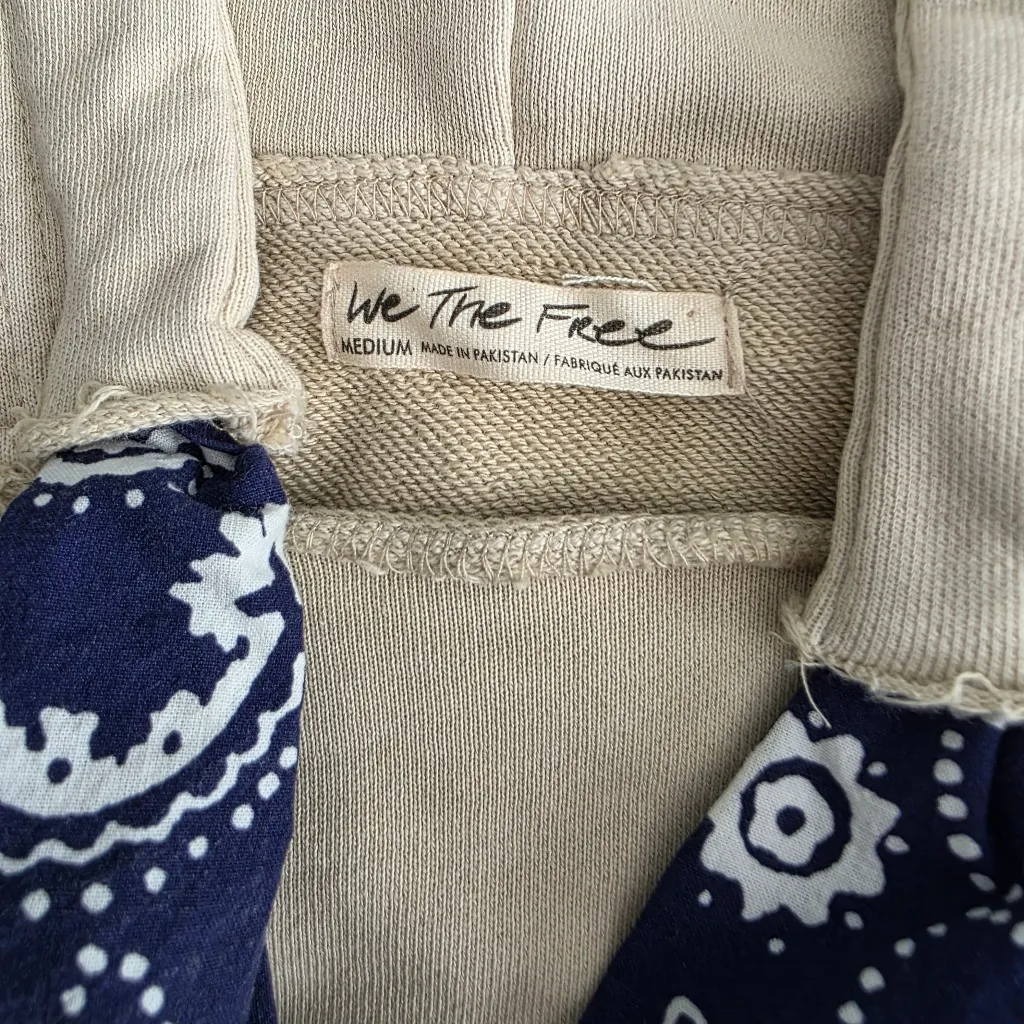 We The Free
MEDIUM MADE IN PAKISTAN / FABRIQUÉ AUX PAKISTAN